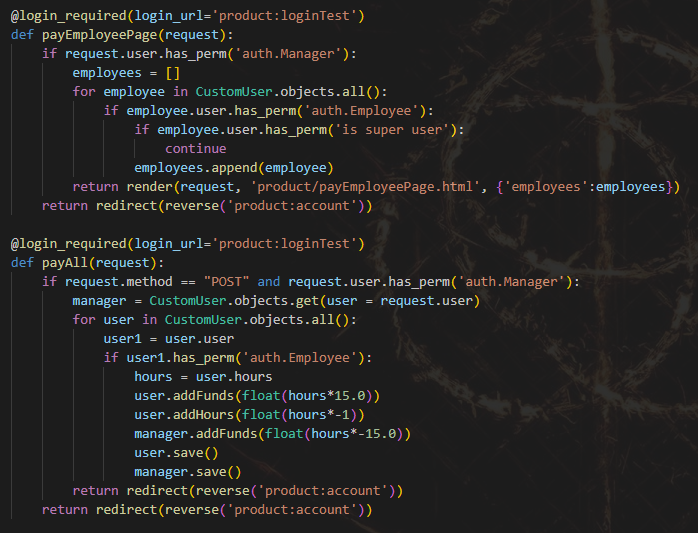 @login_required(login_url='product:loginTest')
def payEmployeePage(request):
    if request.user.has_perm('auth.Manager'):
        employees = []
        for employee in CustomUser.objects.all():
            if employee.user.has_perm('auth.Employee'):
                if employee.user.has_perm('is super user'):
                    continue
                employees.append(employee)
        return render(request, 'product/payEmployeePage.html', {'employees':employees})
    return redirect(reverse('product:account'))

@login_required(login_url='product:loginTest')
def payAll(request):
    if request.method == "POST" and request.user.has_perm('auth.Manager'):
        manager = CustomUser.objects.get(user = request.user)
        for user in CustomUser.objects.all():
            user1 = user.user
            if user1.has_perm('auth.Employee'):
                hours = user.hours
                user.addFunds(float(hours*15.0))
                user.addHours(float(hours*-1))
                manager.addFunds(float(hours*-15.0))
                user.save()
                manager.save()
        return redirect(reverse('product:account'))
    return redirect(reverse('product:account'))